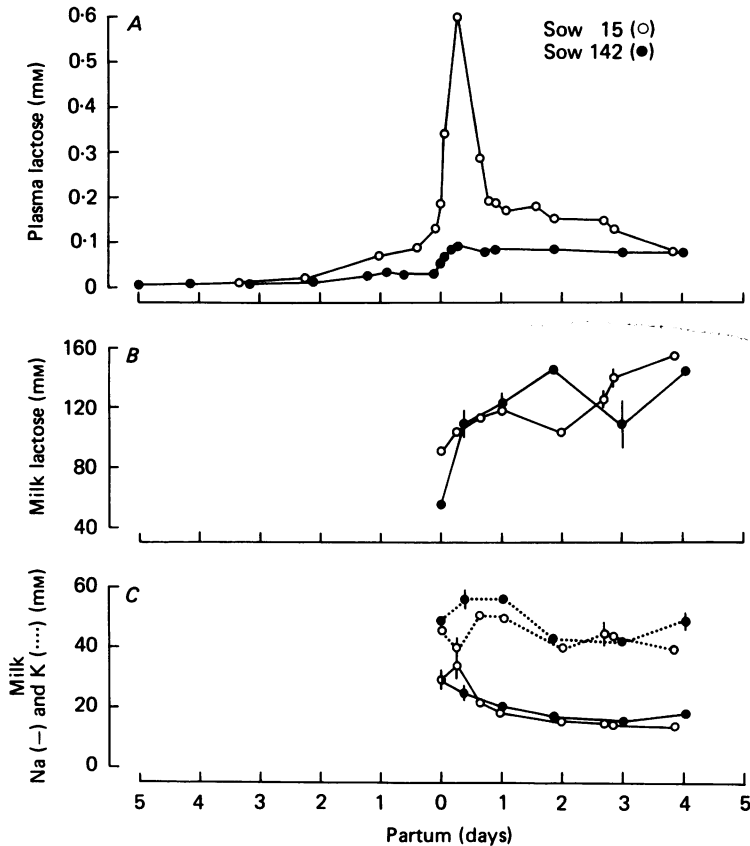 A
Sow 15 (○)
Sow 142 (●)
Plasma lactose (mM)
0·6
0·5
0·4
0·3
0·2
0·1
0
B
Milk lactose (mM)
160
120
80
40
C
Milk
Na (—) and K (····) (mM)
60
40
20
0
5 4 3 2 1 0 1 2 3 4 5
Partum (days)